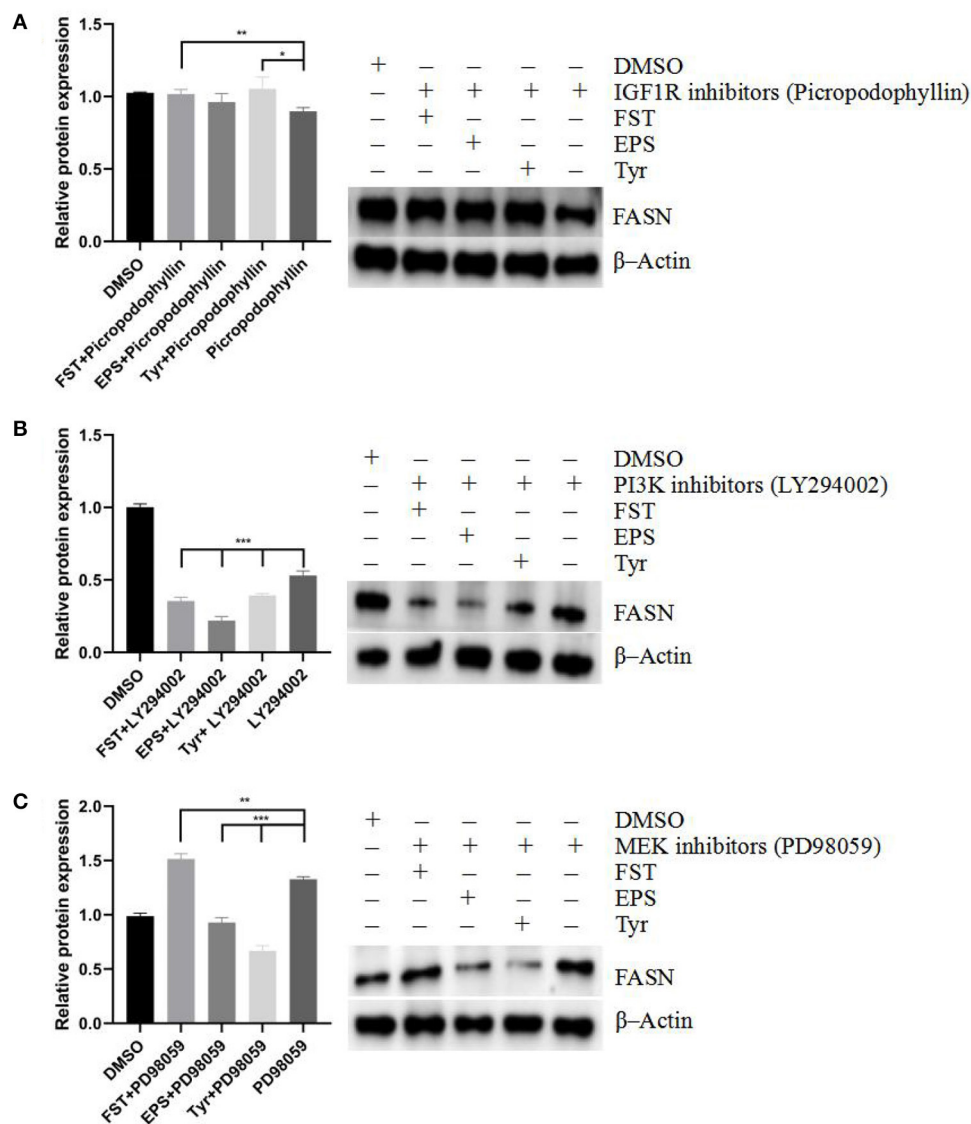 A
Relative protein expression
1.5
1.0
0.5
0.0
**
*
DMSO
FST+Picropodophyllin
EPS+Picropodophyllin
Tyr+Picropodophyllin
Picropodophyllin
+ – – – – DMSO
– + + + + IGF1R inhibitors (Picropodophyllin)
– + – – – FST
– – + – – EPS
– – – + – Tyr
FASN
β–Actin
B
Relative protein expression
1.5
1.0
0.5
0.0
***
DMSO
FST+LY294002
EPS+LY294002
Tyr+ LY294002
LY294002
+ – – – – DMSO
– + + + + PI3K inhibitors (LY294002)
– + – – – FST
– – + – – EPS
– – – + – Tyr
FASN
β–Actin
C
Relative protein expression
2.0
1.5
1.0
0.5
0.0
**
***
DMSO
FST+PD98059
EPS+PD98059
Tyr+PD98059
PD98059
+ – – – – DMSO
– + + + + MEK inhibitors (PD98059)
– + – – – FST
– – + – – EPS
– – – + – Tyr
FASN
β–Actin